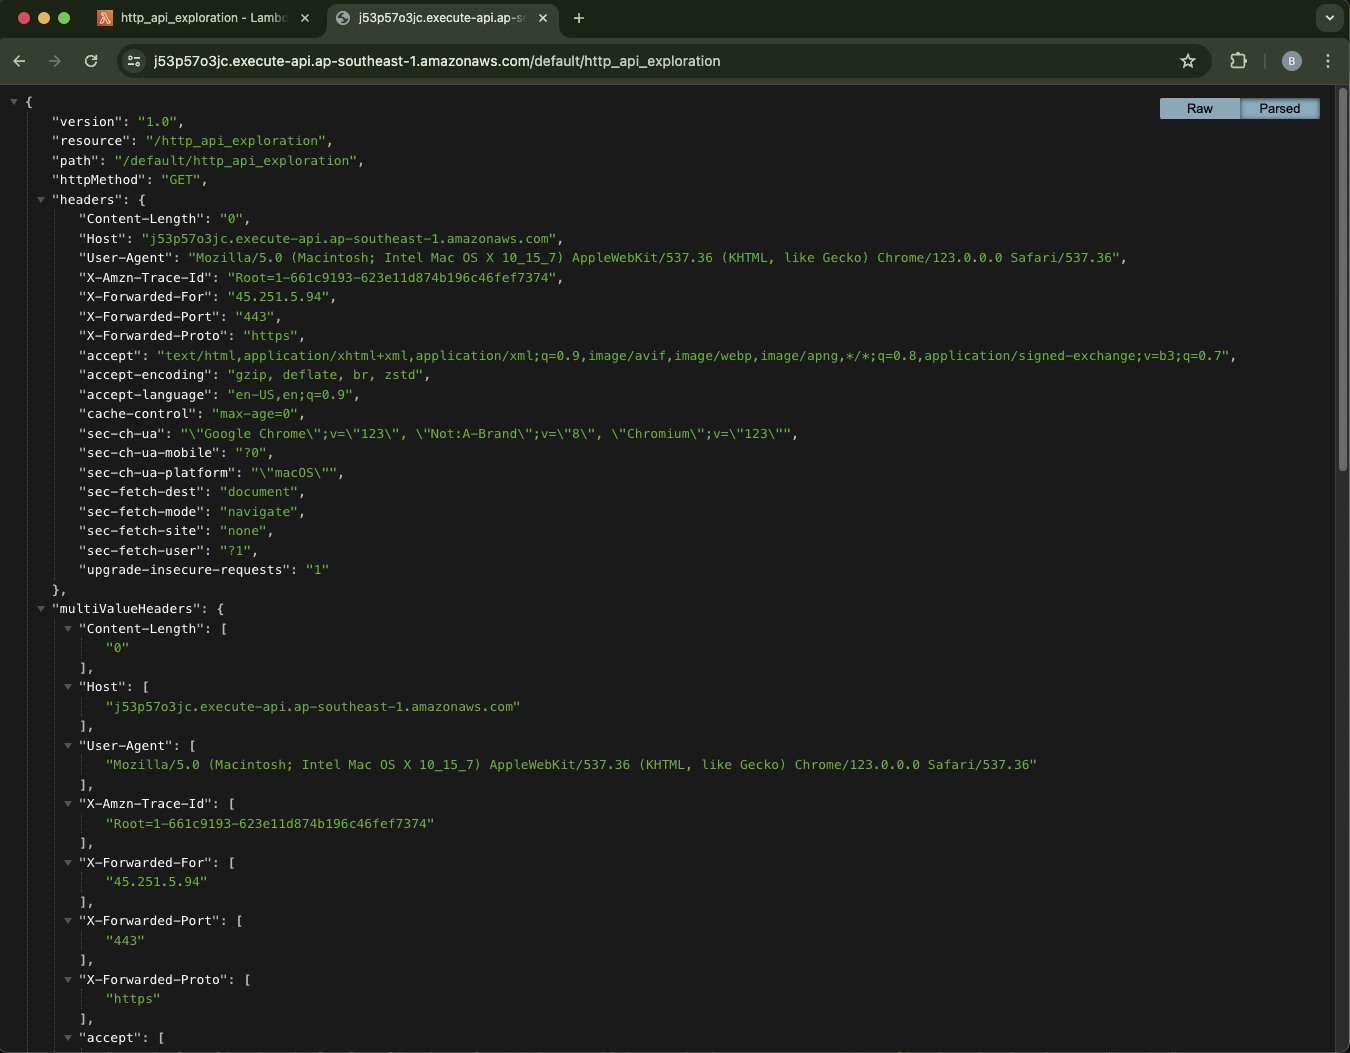 http_api_exploration - Lambd
j53p57o3jc.execute-api.ap-so
j53p57o3jc.execute-api.ap-southeast-1.amazonaws.com/default/http_api_exploration
B
Raw Parsed
{
"version": "1.0",
"resource": "/http_api_exploration",
"path": "/default/http_api_exploration",
"httpMethod": "GET",
"headers": {
"Content-Length": "0",
"Host": "j53p57o3jc.execute-api.ap-southeast-1.amazonaws.com",
"User-Agent": "Mozilla/5.0 (Macintosh; Intel Mac OS X 10_15_7) AppleWebKit/537.36 (KHTML, like Gecko) Chrome/123.0.0.0 Safari/537.36",
"X-Amzn-Trace-Id": "Root=1-661c9193-623e11d874b196c46fef7374",
"X-Forwarded-For": "45.251.5.94",
"X-Forwarded-Port": "443",
"X-Forwarded-Proto": "https",
"accept": "text/html,application/xhtml+xml,application/xml;q=0.9,image/avif,image/webp,image/apng,*/*;q=0.8,application/signed-exchange;v=b3;q=0.7",
"accept-encoding": "gzip, deflate, br, zstd",
"accept-language": "en-US,en;q=0.9",
"cache-control": "max-age=0",
"sec-ch-ua": "\"Google Chrome\";v=\"123\", \"Not:A-Brand\";v=\"8\", \"Chromium\";v=\"123\"",
"sec-ch-ua-mobile": "?0",
"sec-ch-ua-platform": "\"macOS\"",
"sec-fetch-dest": "document",
"sec-fetch-mode": "navigate",
"sec-fetch-site": "none",
"sec-fetch-user": "?1",
"upgrade-insecure-requests": "1"
},
"multiValueHeaders": {
"Content-Length": [
"0"
],
"Host": [
"j53p57o3jc.execute-api.ap-southeast-1.amazonaws.com"
],
"User-Agent": [
"Mozilla/5.0 (Macintosh; Intel Mac OS X 10_15_7) AppleWebKit/537.36 (KHTML, like Gecko) Chrome/123.0.0.0 Safari/537.36"
],
"X-Amzn-Trace-Id": [
"Root=1-661c9193-623e11d874b196c46fef7374"
],
"X-Forwarded-For": [
"45.251.5.94"
],
"X-Forwarded-Port": [
"443"
],
"X-Forwarded-Proto": [
"https"
],
"accept": [